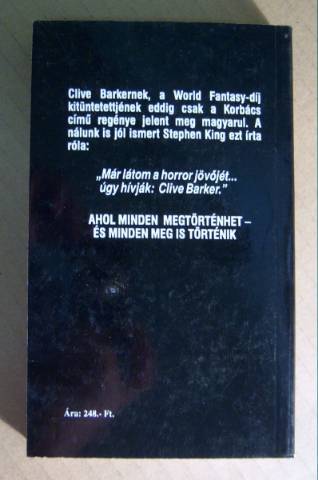 Clive Barkernek, a World Fantasy-díj
kitüntetettjének eddig csak a Korbács
című regénye jelent meg magyarul. A
nálunk is jól ismert Stephen King ezt írta
róla:
„Már látom a horror jövőjét...
úgy hívják: Clive Barker.”
AHOL MINDEN MEGTÖRTÉNHET –
ÉS MINDEN MEG IS TÖRTÉNIK
Ára: 248.- Ft.